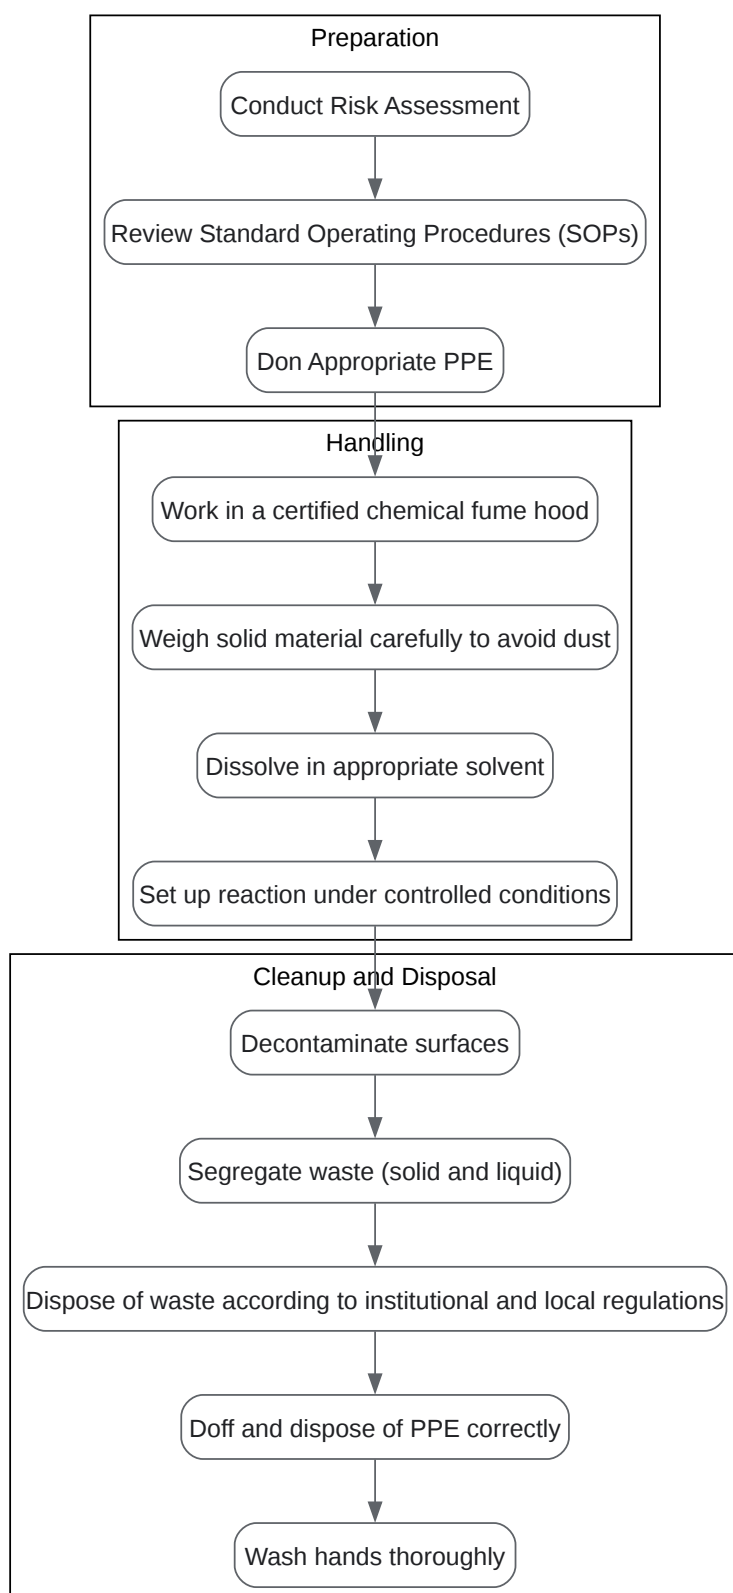 Preparation
Conduct Risk Assessment
Review Standard Operating Procedures (SOPs)
Don Appropriate PPE
Handling
Work in a certified chemical fume hood
Weigh solid material carefully to avoid dust
Dissolve in appropriate solvent
Set up reaction under controlled conditions
Cleanup and Disposal
Decontaminate surfaces
Segregate waste (solid and liquid)
Dispose of waste according to institutional and local regulations
Doff and dispose of PPE correctly
Wash hands thoroughly